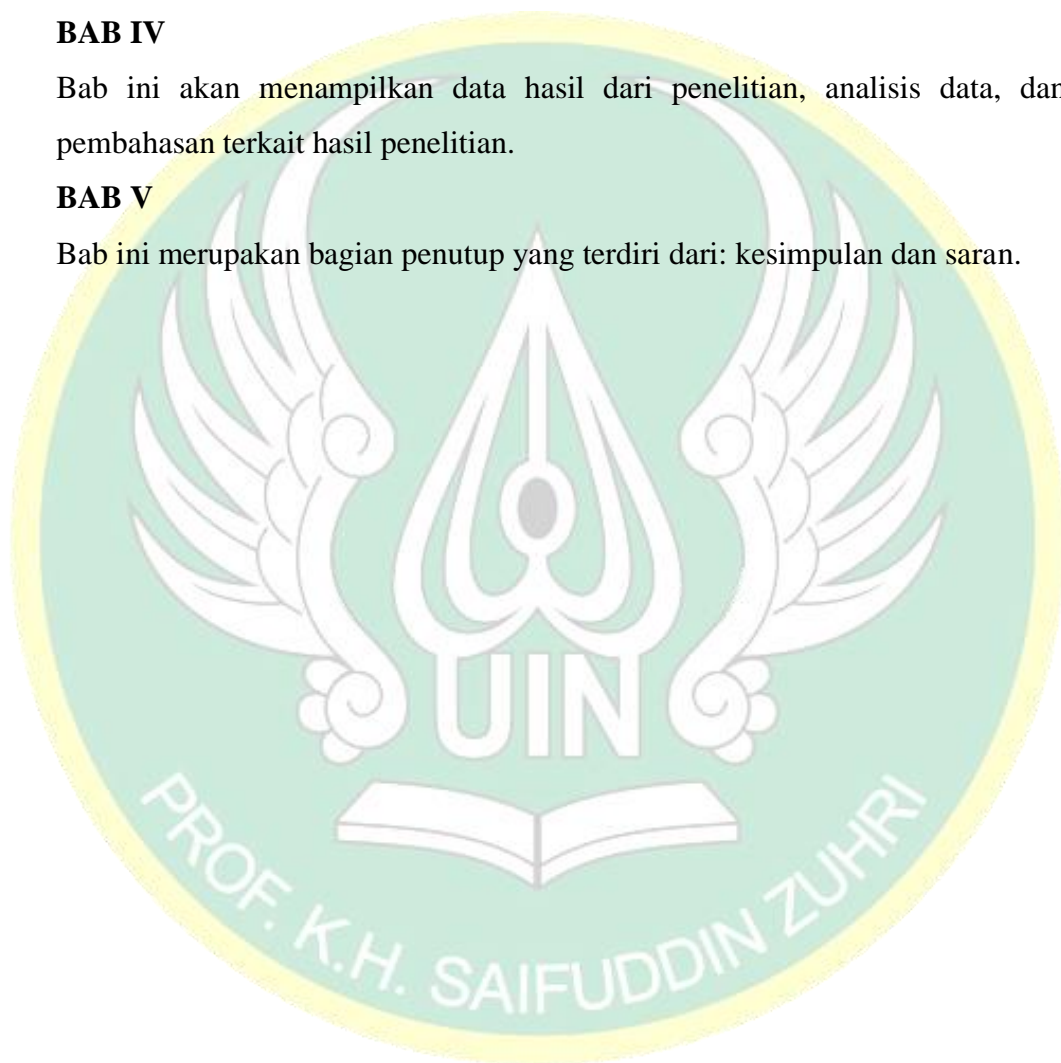 BAB IV
Bab ini akan menampilkan data hasil dari penelitian, analisis data, dan
pembahasan terkait hasil penelitian.
BAB V
Bab ini merupakan bagian penutup yang terdiri dari: kesimpulan dan saran.
UIN
PROF. K.H. SAIFUDDIN ZUHRI